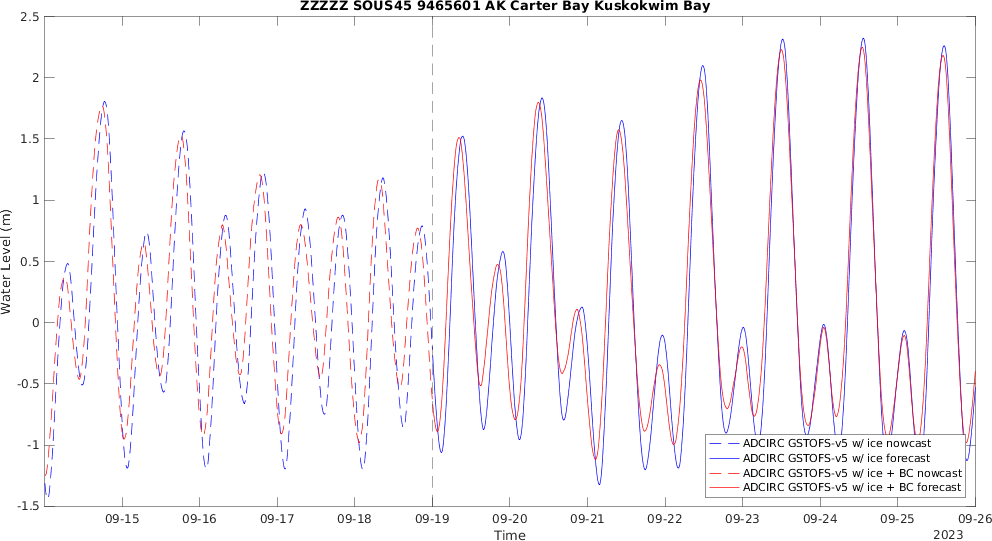 ZZZZZ SOUS45 9465601 AK Carter Bay Kuskokwim Bay
2.5
2
1.5
1
0.5
0
-0.5
-1
-1.5
Water Level (m)
ADCIRC GSTOFS-v5 w/ ice nowcast
ADCIRC GSTOFS-v5 w/ ice forecast
ADCIRC GSTOFS-v5 w/ ice + BC nowcast
ADCIRC GSTOFS-v5 w/ ice + BC forecast
09-15 09-16 09-17 09-18 09-19 09-20 09-21 09-22 09-23 09-24 09-25 09-26
Time
2023